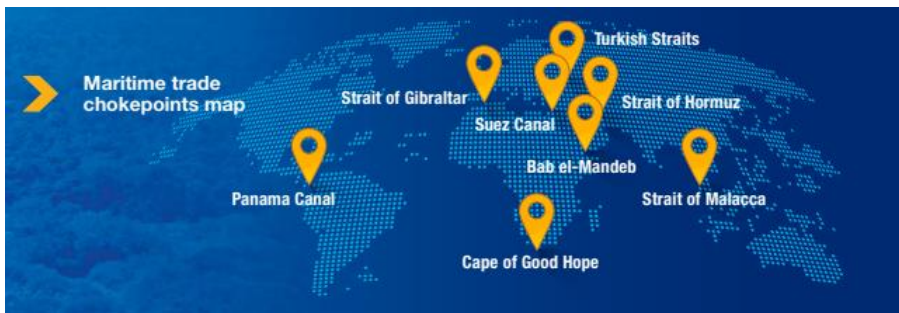 Maritime trade
chokepoints map
Turkish Straits
Strait of Gibraltar
Strait of Hormuz
Suez Canal
Bab el-Mandeb
Panama Canal
Strait of Malacca
Cape of Good Hope